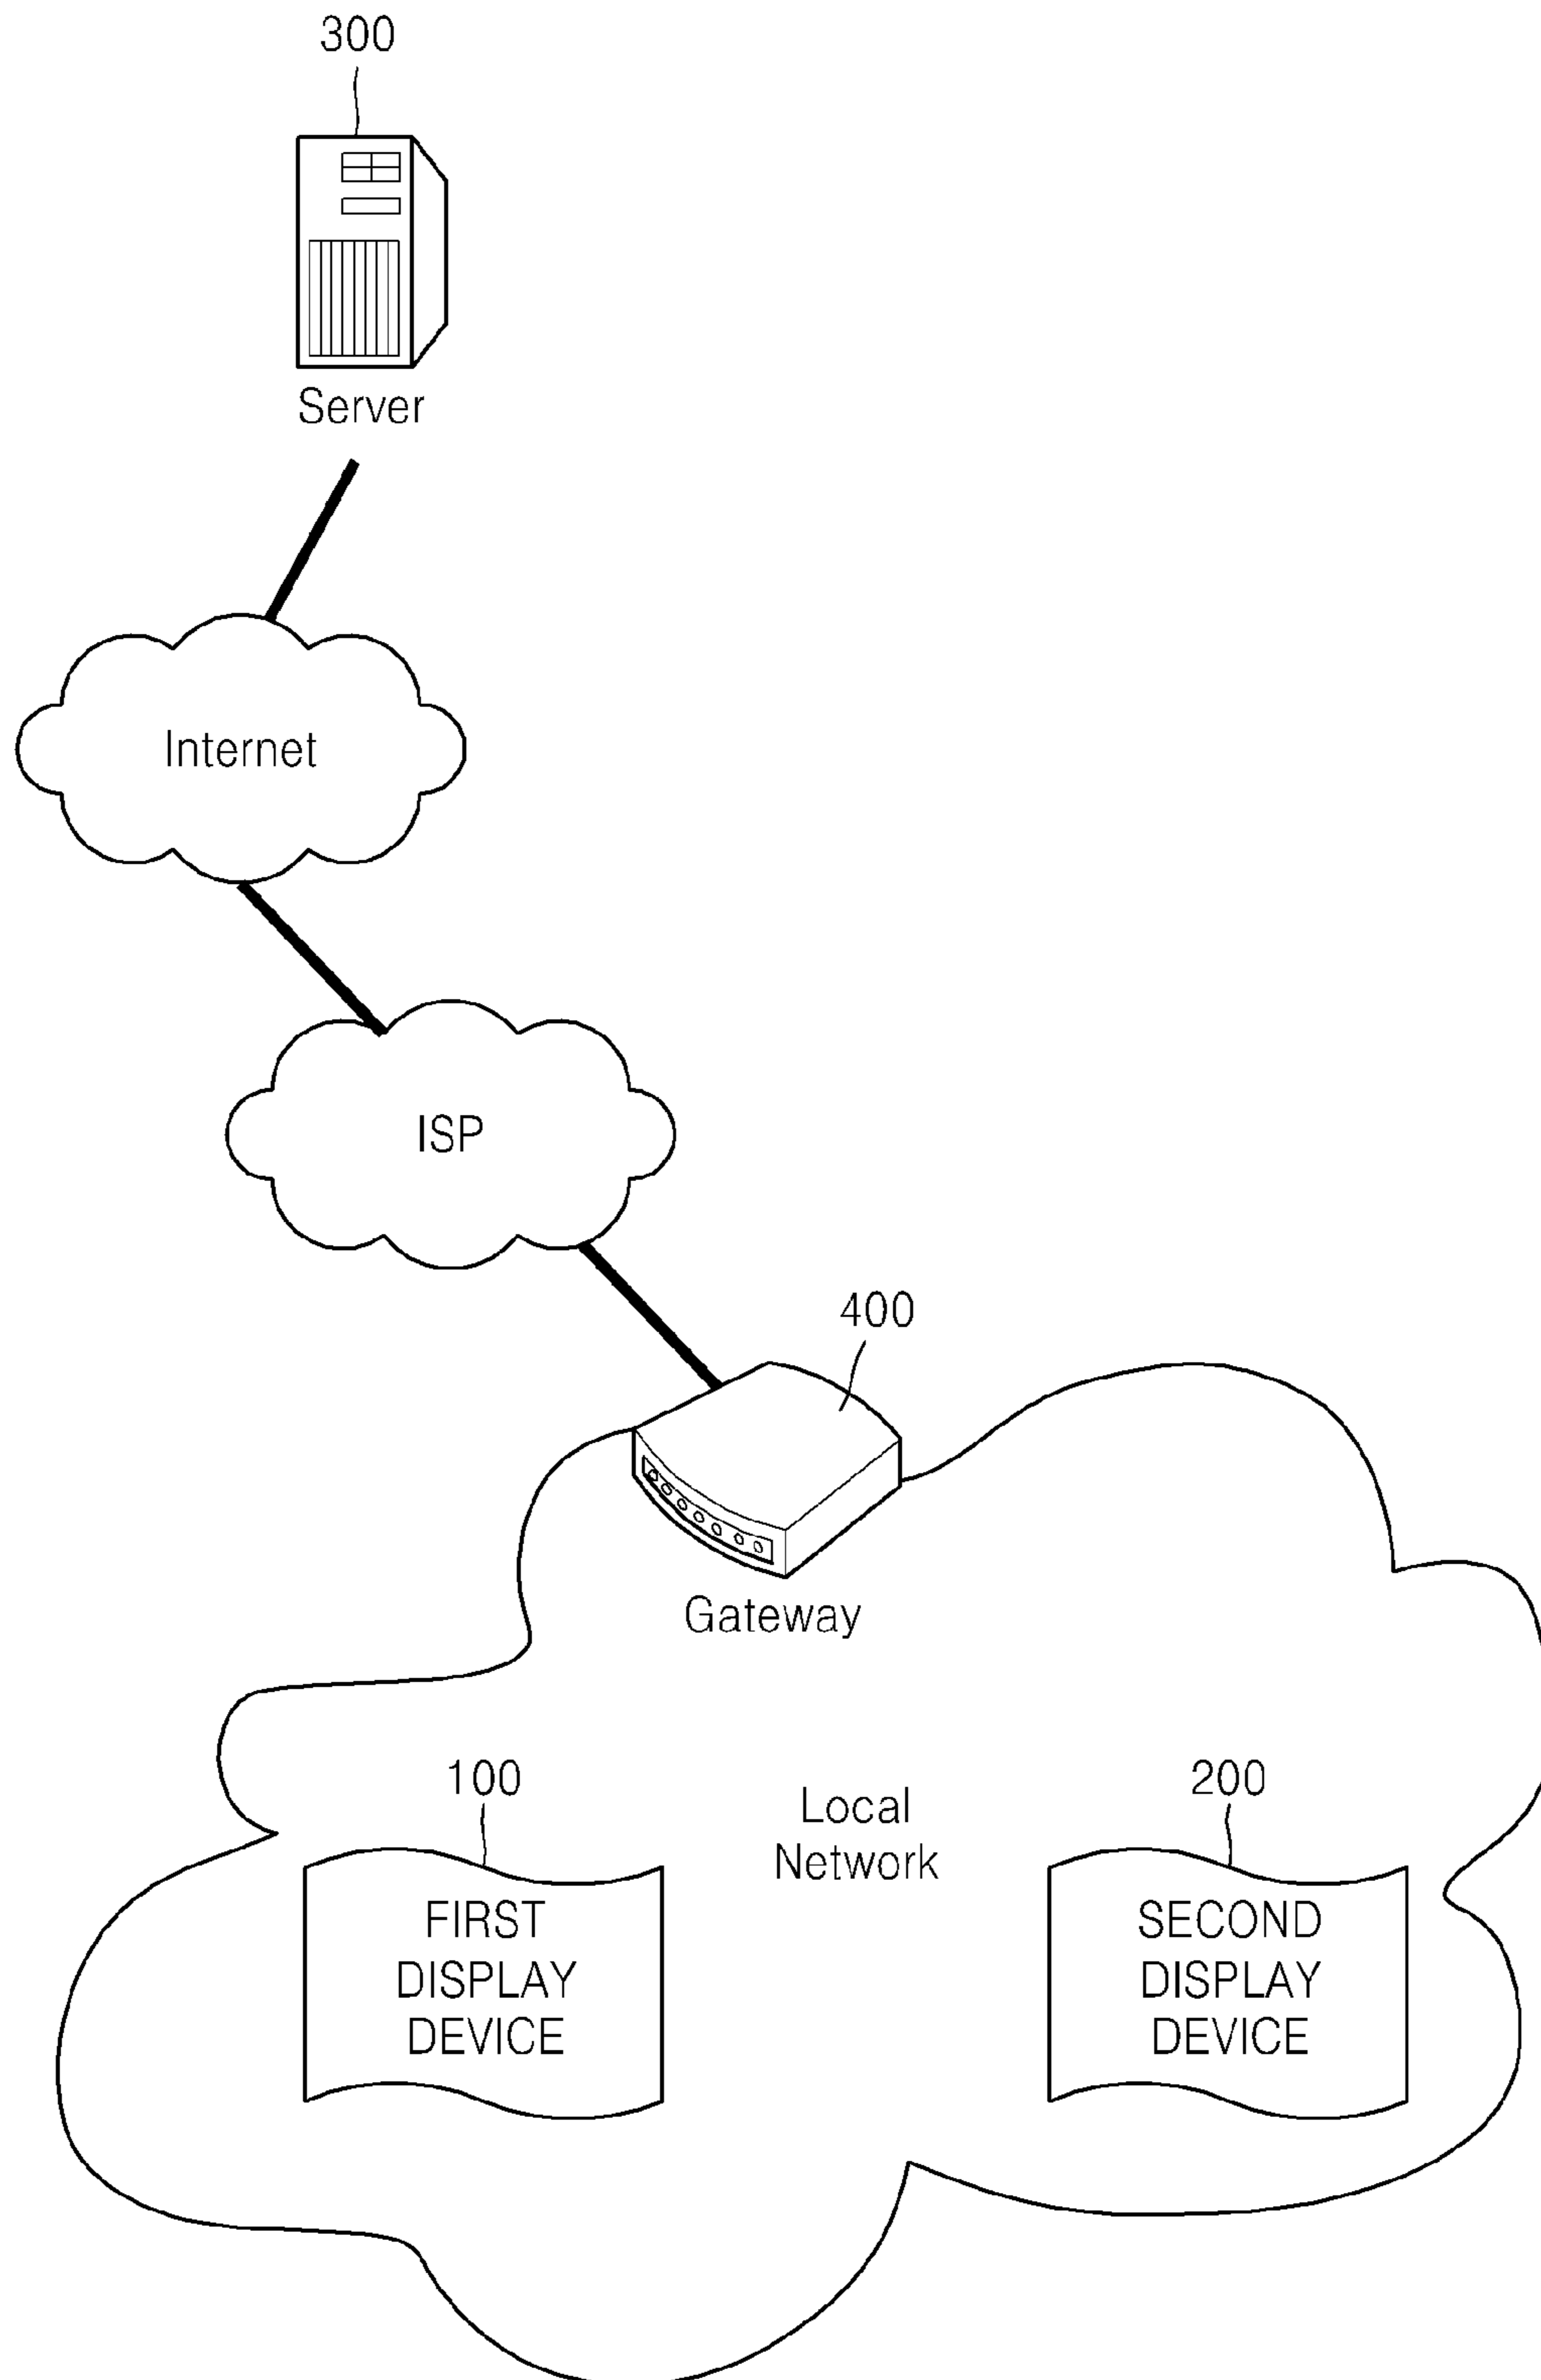 300
Server
Internet
ISP
400
Gateway
100
Local
Network
200
FIRST
DISPLAY
DEVICE
SECOND
DISPLAY
DEVICE